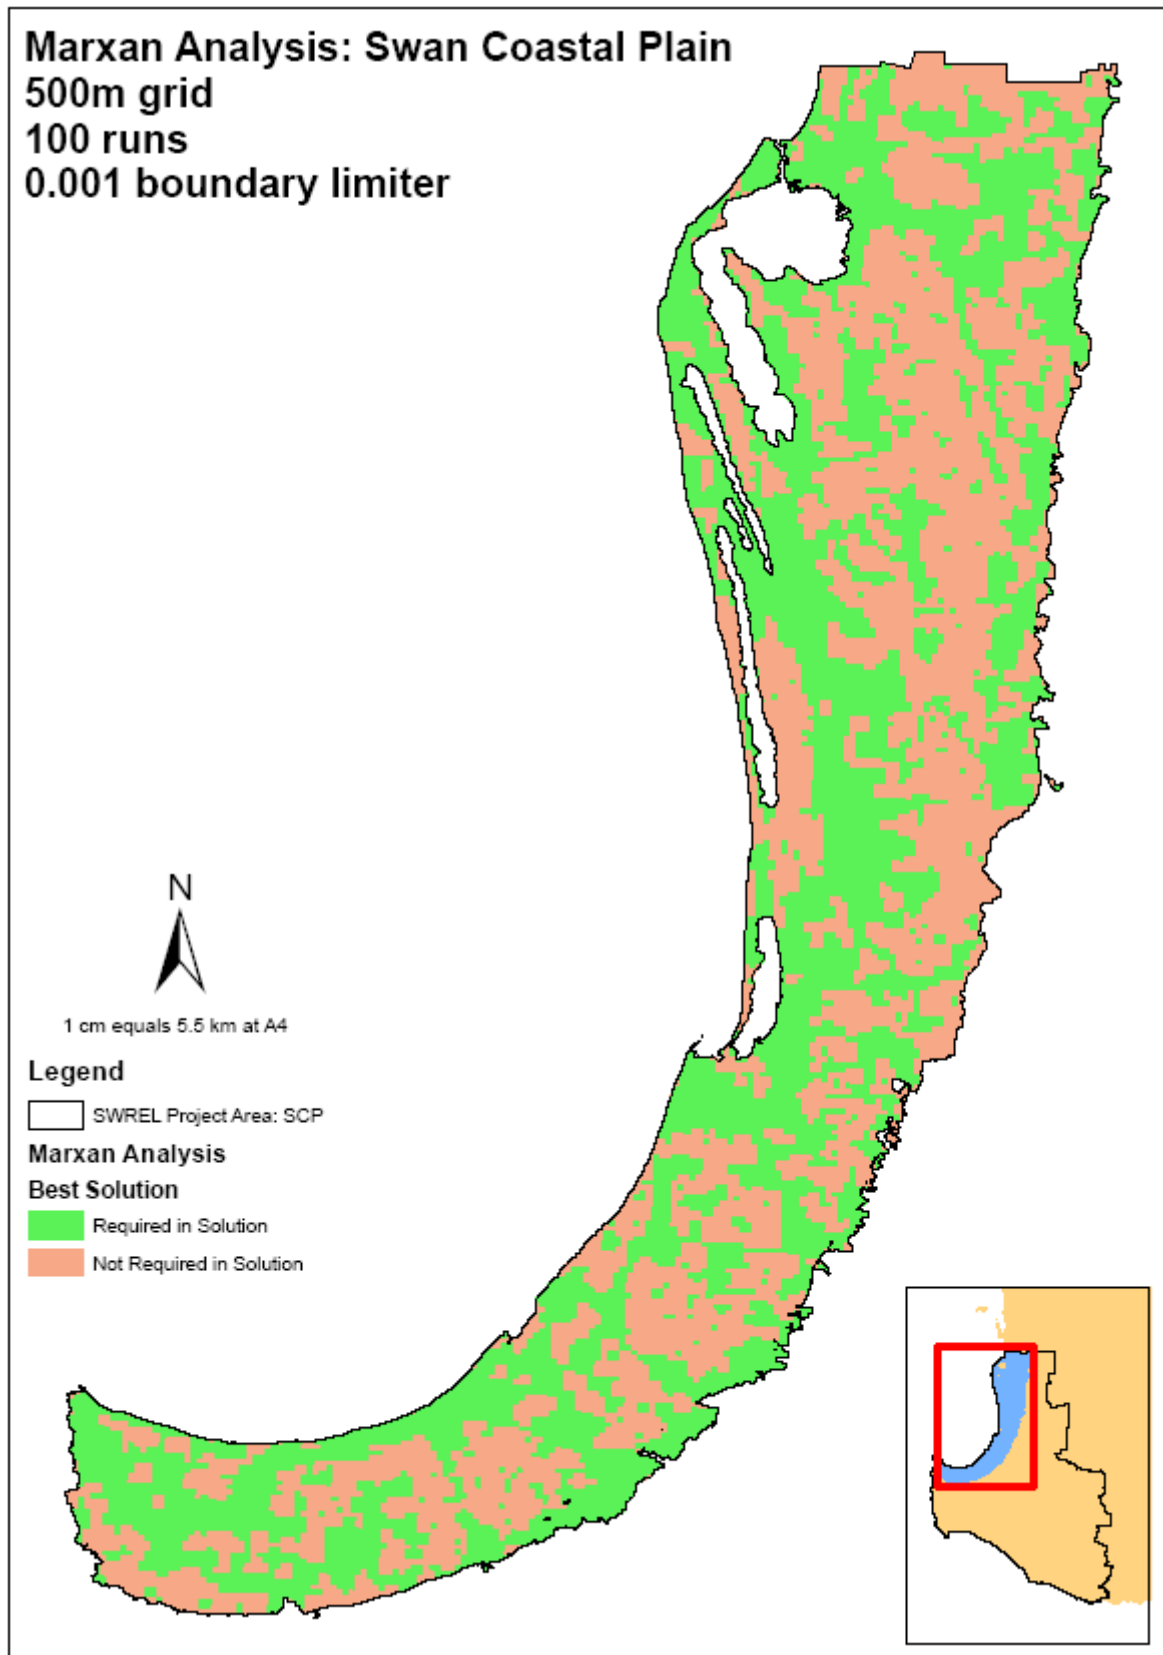 Marxan Analysis: Swan Coastal Plain
500m grid
100 runs
0.001 boundary limiter
N
1 cm equals 5.5 km at A4
Legend
SWREL Project Area: SCP
Marxan Analysis
Best Solution
Required in Solution
Not Required in Solution